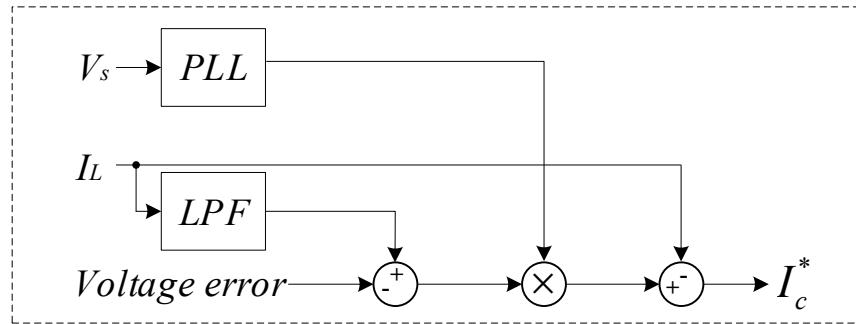 Vs PLL
IL
LPF
+
Voltage error - × + - I*c